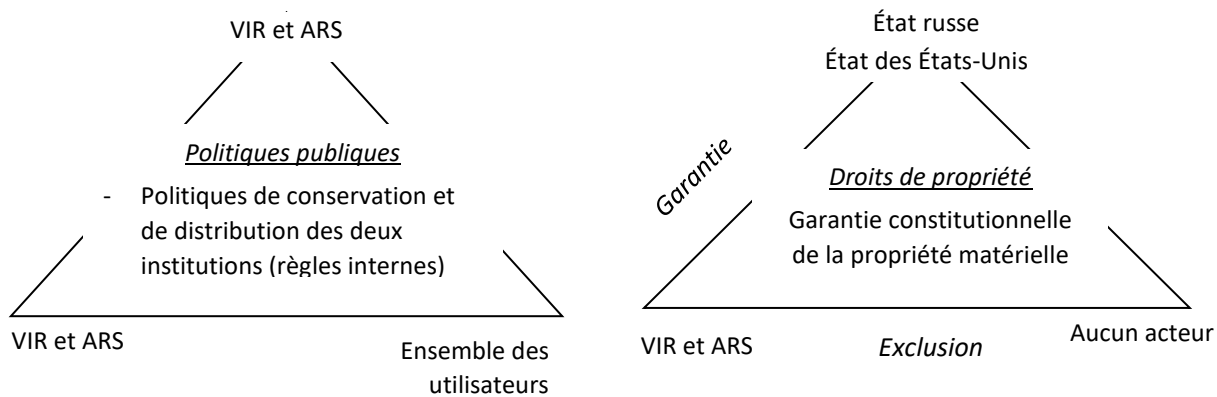 VIR et ARS
Politiques publiques
- Politiques de conservation et
de distribution des deux
institutions (règles internes)
VIR et ARS
Ensemble des
utilisateurs
État russe
État des États-Unis
Garantie
Droits de propriété
Garantie constitutionnelle
de la propriété matérielle
VIR et ARS
Exclusion
Aucun acteur